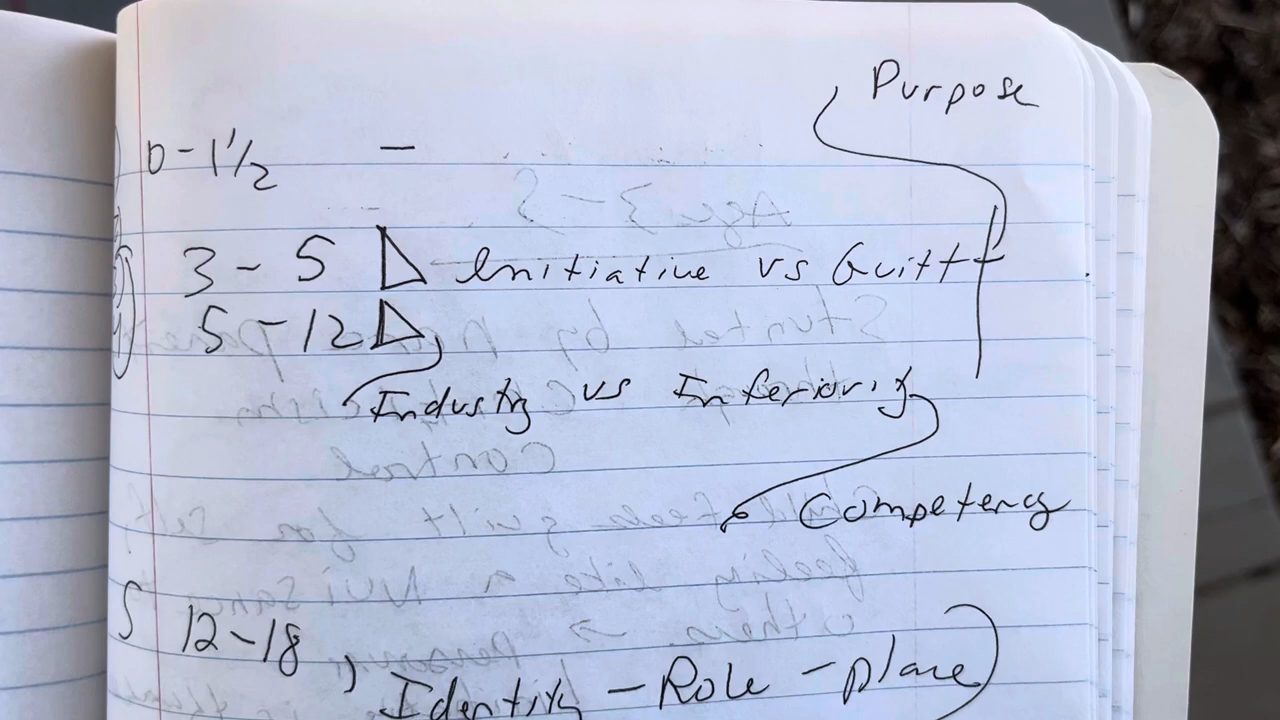 Purpose
0-1½ -
3-5 Initiative vs Guilt
5-12
Industry vs Inferiority
Competency
5 12-18, Identity - Role - place